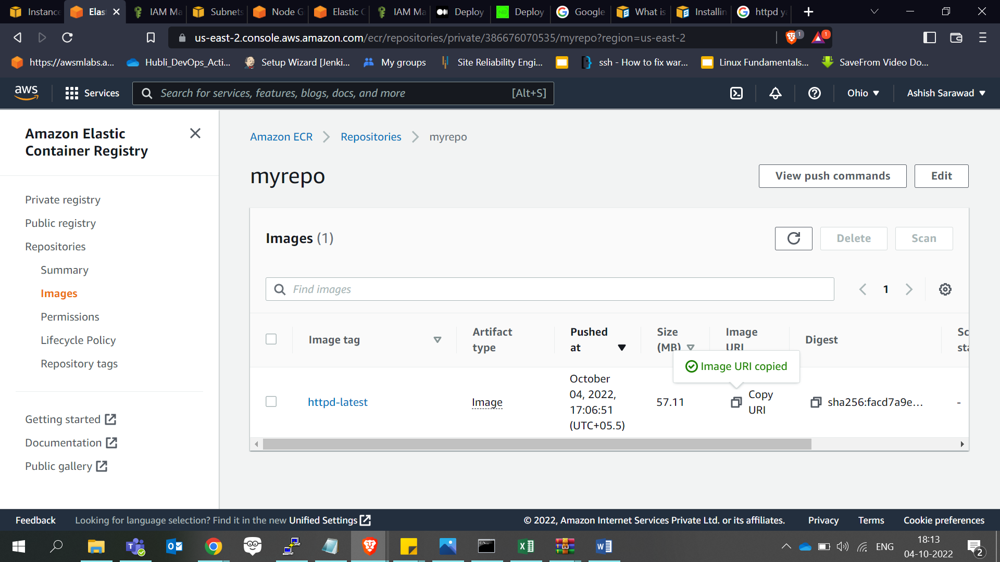 Instance
Elas
IAM Ma
Subnets
Node G
Elastic C
IAM Ma
Deploy
Deploy
Google
What is
Installin
httpd ya
us-east-2.console.aws.amazon.com/ecr/repositories/private/386676070535/myrepo?region=us-east-2
1
1
https://awsmlabs.a...
Hubli_DevOps_Acti...
Setup Wizard [Jenki...
My groups
Site Reliability Engi...
ssh - How to fix war...
Linux Fundamentals...
SaveFrom Video Do...
aws
Services
Search for services, features, blogs, docs, and more
[Alt+S]
Ohio
Ashish Sarawad
Amazon Elastic
Container Registry
Private registry
Public registry
Repositories
Summary
Images
Permissions
Lifecycle Policy
Repository tags
Getting started
Documentation
Public gallery
Amazon ECR
Repositories
myrepo
myrepo
View push commands
Edit
Images (1)
Delete
Scan
Find images
1
Image tag
Artifact
type
Pushed
at
Size
(MB)
Image
URI
Digest
Sc
sta
Image URI copied
httpd-latest
Image
October
04, 2022,
17:06:51
(UTC+05.5)
57.11
Copy
URI
sha256:facd7a9e...
-
Feedback
Looking for language selection? Find it in the new Unified Settings
© 2022, Amazon Internet Services Private Ltd. or its affiliates.
Privacy
Terms
Cookie preferences
ENG
18:13
04-10-2022
2